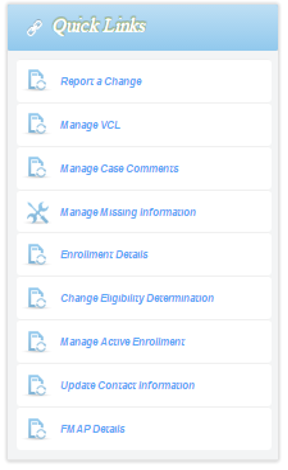 Quick Links
Report a Change
Manage VCL
Manage Case Comments
Manage Missing Information
Enrollment Details
Change Eligibility Determination
Manage Active Enrollment
Update Contact Information
FMAP Details